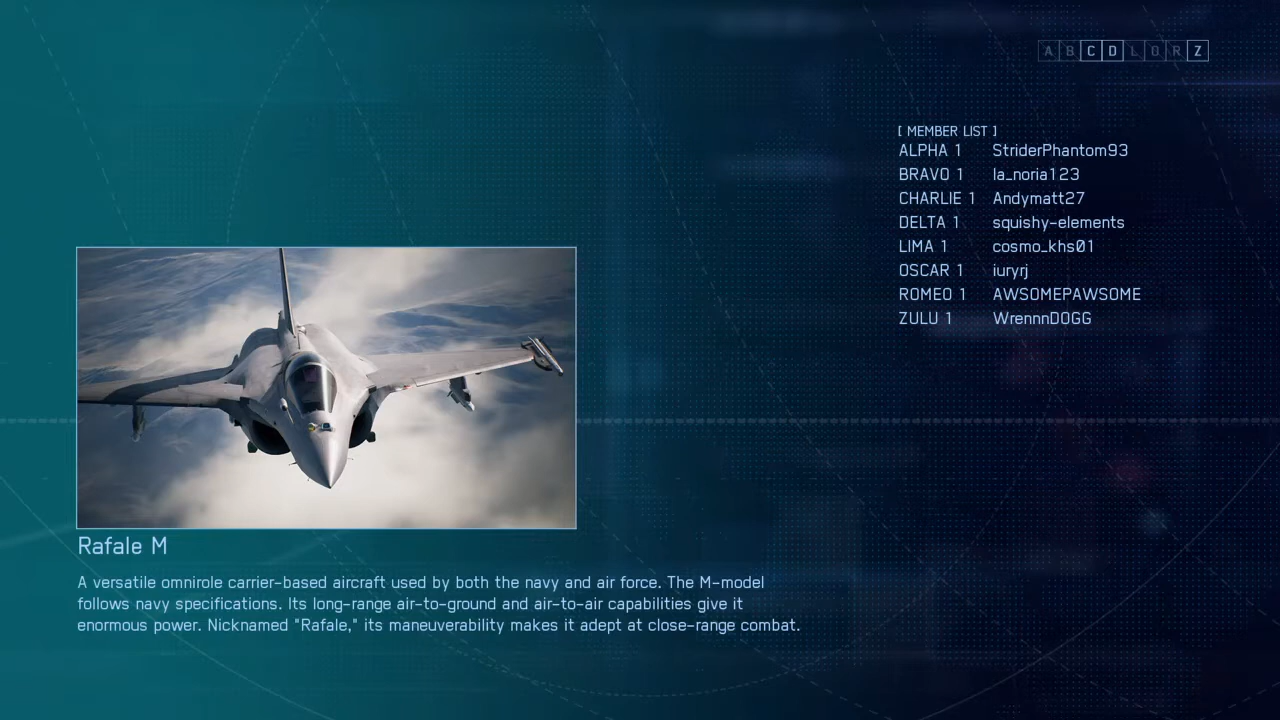 A B C D L O R Z
[ MEMBER LIST ]
ALPHA 1 StriderPhantom93
BRAVO 1 la_noria123
CHARLIE 1 Andymatt27
DELTA 1 squishy-elements
LIMA 1 cosmo_khs01
OSCAR 1 iuryrj
ROMEO 1 AWSOMEPAWSOME
ZULU 1 WrennnDOGG
Rafale M
A versatile omnirole carrier-based aircraft used by both the navy and air force. The M-model
follows navy specifications. Its long-range air-to-ground and air-to-air capabilities give it
enormous power. Nicknamed "Rafale," its maneuverability makes it adept at close-range combat.